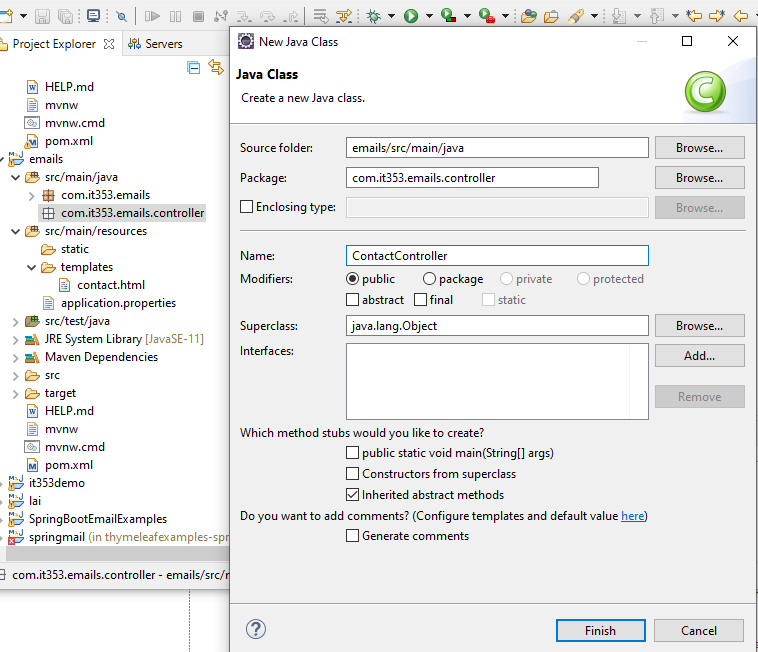 Project Explorer
Servers
HELP.md
mvnw
mvnw.cmd
pom.xml
emails
src/main/java
com.it353.emails
com.it353.emails.controller
src/main/resources
static
templates
contact.html
application.properties
src/test/java
JRE System Library [JavaSE-11]
Maven Dependencies
src
target
HELP.md
mvnw
mvnw.cmd
pom.xml
it353demo
lai
SpringBootEmailExamples
springmail (in thymeleafexamples-spr
com.it353.emails.controller - emails/src/
New Java Class
Java Class
Create a new Java class.
Source folder: emails/src/main/java Browse...
Package: com.it353.emails.controller Browse...
Enclosing type: Browse...
Name: ContactController
Modifiers: public package private protected
abstract final static
Superclass: java.lang.Object Browse...
Interfaces: Add...
Remove
Which method stubs would you like to create?
public static void main(String[] args)
Constructors from superclass
Inherited abstract methods
Do you want to add comments? (Configure templates and default value here)
Generate comments
Finish Cancel